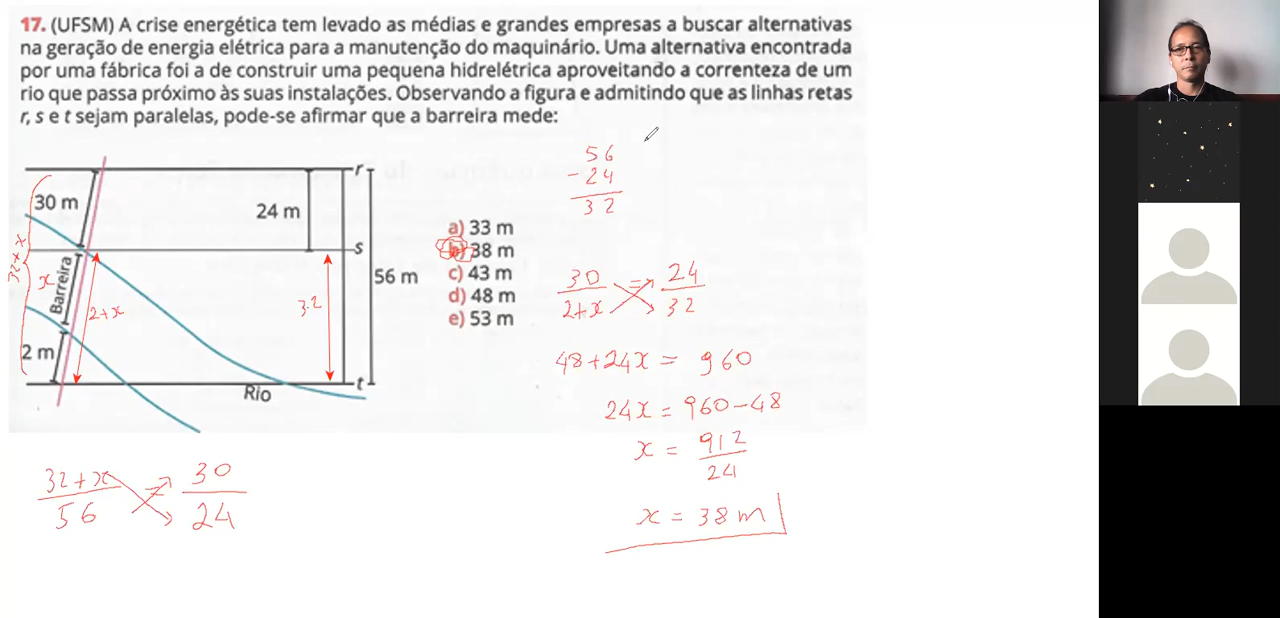 17. (UFSM) A crise energética tem levado as médias e grandes empresas a buscar alternativas
na geração de energia elétrica para a manutenção do maquinário. Uma alternativa encontrada
por uma fábrica foi a de construir uma pequena hidrelétrica aproveitando a correnteza de um
rio que passa próximo às suas instalações. Observando a figura e admitindo que as linhas retas
r, s e t sejam paralelas, pode-se afirmar que a barreira mede:
r
30 m
24 m
s
32+x
x
Barreira
2+x
32
56 m
2 m
t
Rio
a) 33 m
b) 38 m
c) 43 m
d) 48 m
e) 53 m
56
-24
32
30 = 24
2+x 32
48+24x = 960
24x = 960-48
x = 912
24
x = 38m
32+x = 30
56 24